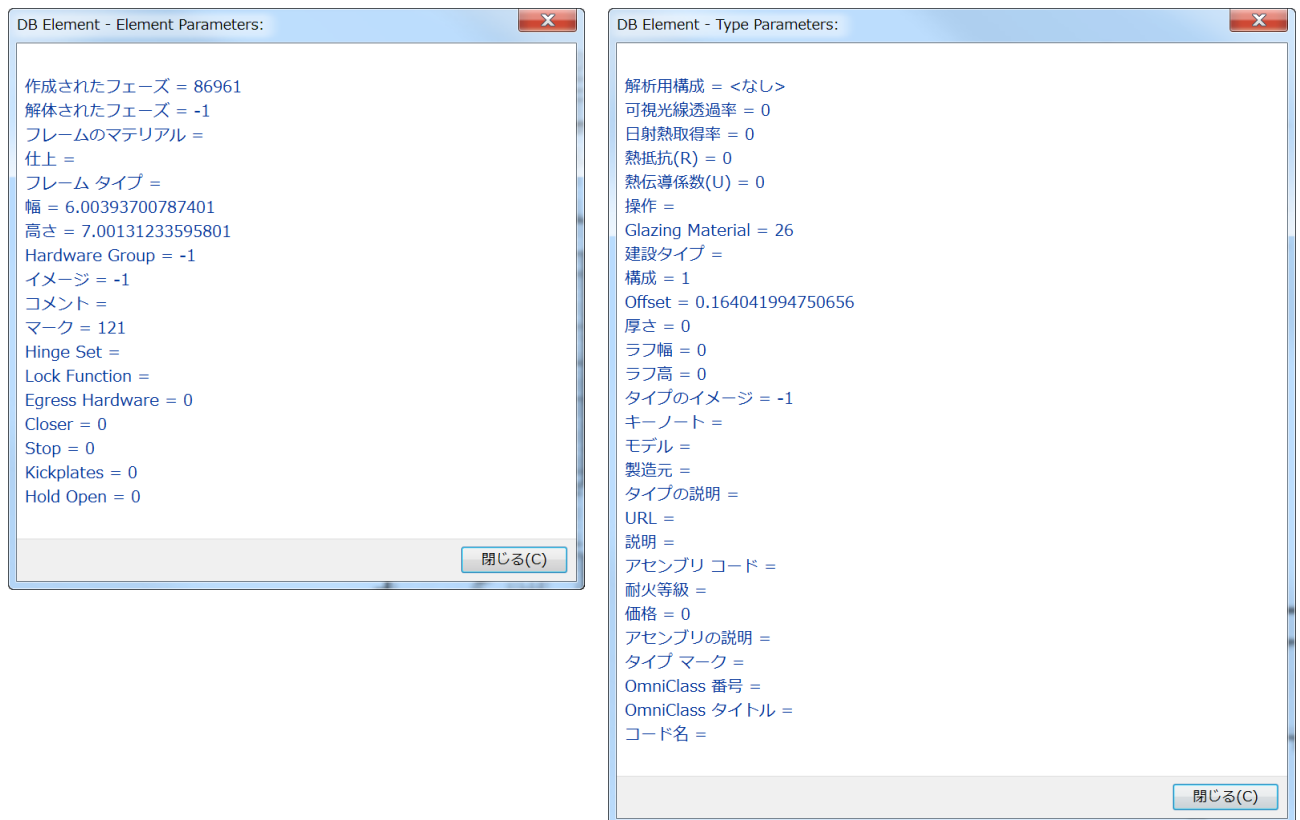 DB Element - Element Parameters:
作成されたフェーズ = 86961
解体されたフェーズ = -1
フレームのマテリアル =
仕上 =
フレーム タイプ =
幅 = 6.00393700787401
高さ = 7.00131233595801
Hardware Group = -1
イメージ = -1
コメント =
マーク = 121
Hinge Set =
Lock Function =
Egress Hardware = 0
Closer = 0
Stop = 0
Kickplates = 0
Hold Open = 0
閉じる(C)
DB Element - Type Parameters:
解析用構成 = <なし>
可視光線透過率 = 0
日射熱取得率 = 0
熱抵抗(R) = 0
熱伝導係数(U) = 0
操作 =
Glazing Material = 26
建設タイプ =
構成 = 1
Offset = 0.164041994750656
厚さ = 0
ラフ幅 = 0
ラフ高 = 0
タイプのイメージ = -1
キーノート =
モデル =
製造元 =
タイプの説明 =
URL =
説明 =
アセンブリ コード =
耐火等級 =
価格 = 0
アセンブリの説明 =
タイプ マーク =
OmniClass 番号 =
OmniClass タイトル =
コード名 =
閉じる(C)